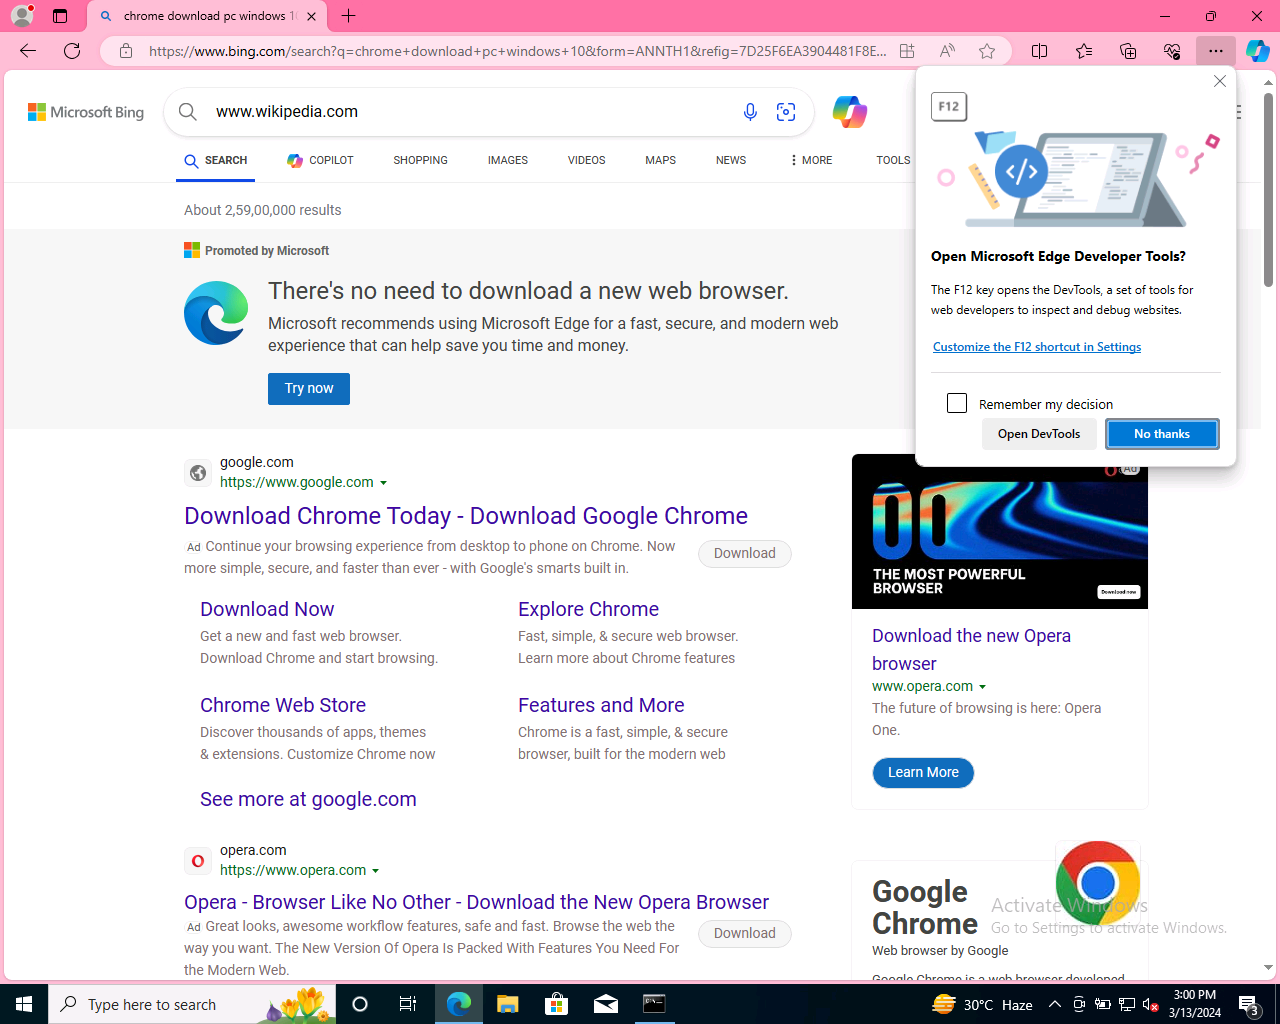 chrome download pc windows 10
https://www.bing.com/search?q=chrome+download+pc+windows+10&form=ANNTH1&refig=7D25F6EA3904481F8E...
Microsoft Bing
www.wikipedia.com
SEARCH
COPILOT
SHOPPING
IMAGES
VIDEOS
MAPS
NEWS
MORE
TOOLS
About 2,59,00,000 results
Promoted by Microsoft
There's no need to download a new web browser.
Microsoft recommends using Microsoft Edge for a fast, secure, and modern web
experience that can help save you time and money.
Try now
F12
Open Microsoft Edge Developer Tools?
The F12 key opens the DevTools, a set of tools for
web developers to inspect and debug websites.
Customize the F12 shortcut in Settings
Remember my decision
Open DevTools
No thanks
google.com
https://www.google.com
Download Chrome Today - Download Google Chrome
Ad Continue your browsing experience from desktop to phone on Chrome. Now
more simple, secure, and faster than ever - with Google's smarts built in.
Download
Download Now
Get a new and fast web browser.
Download Chrome and start browsing.
Explore Chrome
Fast, simple, & secure web browser.
Learn more about Chrome features
Chrome Web Store
Discover thousands of apps, themes
& extensions. Customize Chrome now
Features and More
Chrome is a fast, simple, & secure
browser, built for the modern web
See more at google.com
opera.com
https://www.opera.com
Opera - Browser Like No Other - Download the New Opera Browser
Ad Great looks, awesome workflow features, safe and fast. Browse the web the
way you want. The New Version Of Opera Is Packed With Features You Need For
the Modern Web.
Download
Ad
THE MOST POWERFUL
BROWSER
Download now
Download the new Opera
browser
www.opera.com
The future of browsing is here: Opera
One.
Learn More
Google
Chrome
Web browser by Google
Google Chrome is a web browser developed
Activate Windows
Go to Settings to activate Windows.
Type here to search
30°C Haze
3:00 PM
3/13/2024
3